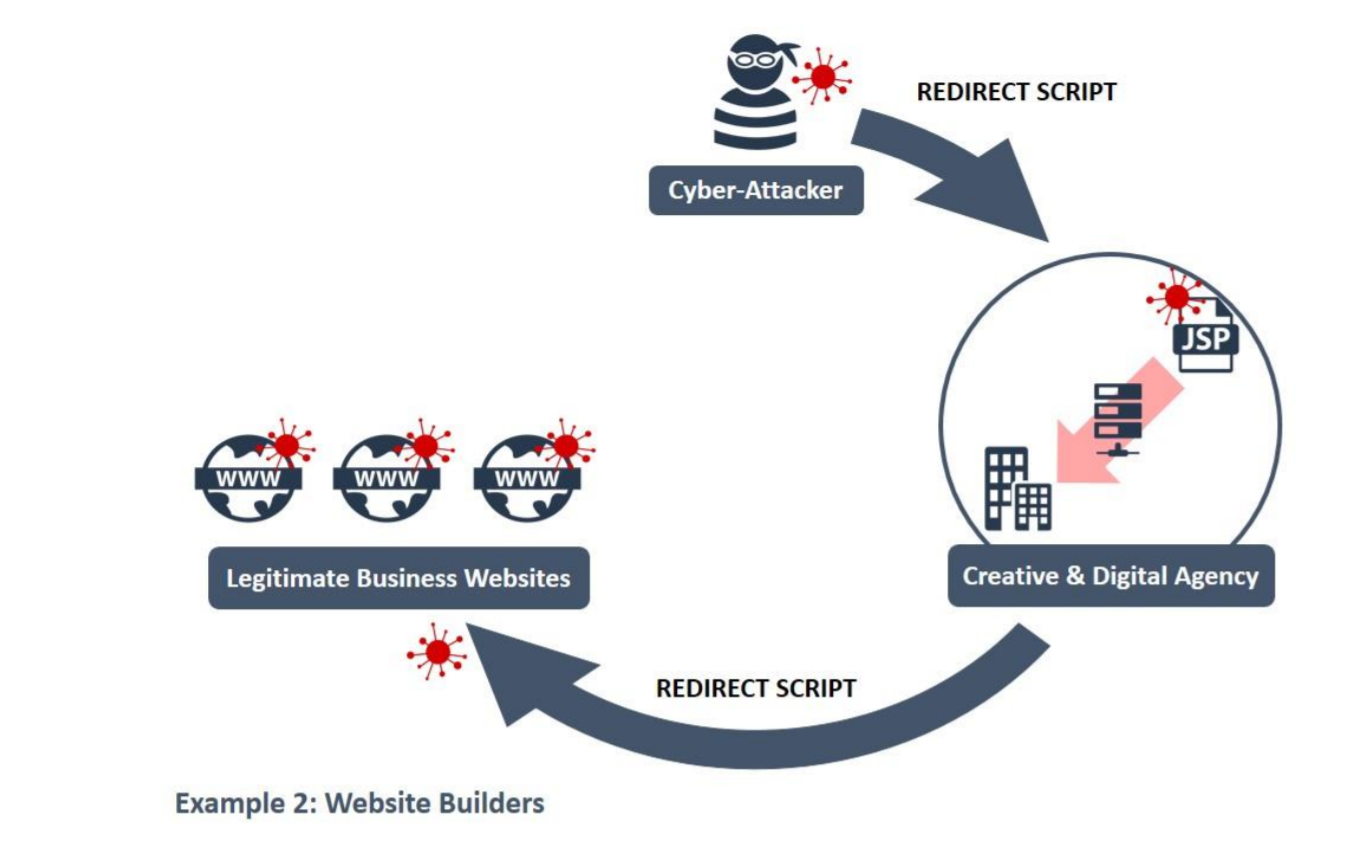 REDIRECT SCRIPT
Cyber-Attacker
JSP
WWW WWW WWW
Legitimate Business Websites
Creative & Digital Agency
REDIRECT SCRIPT
Example 2: Website Builders